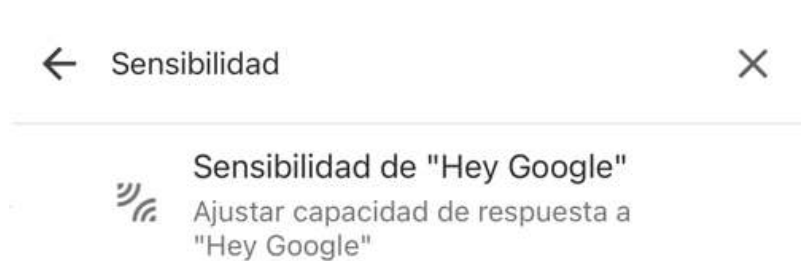 Sensibilidad
Sensibilidad de "Hey Google"
Ajustar capacidad de respuesta a
"Hey Google"